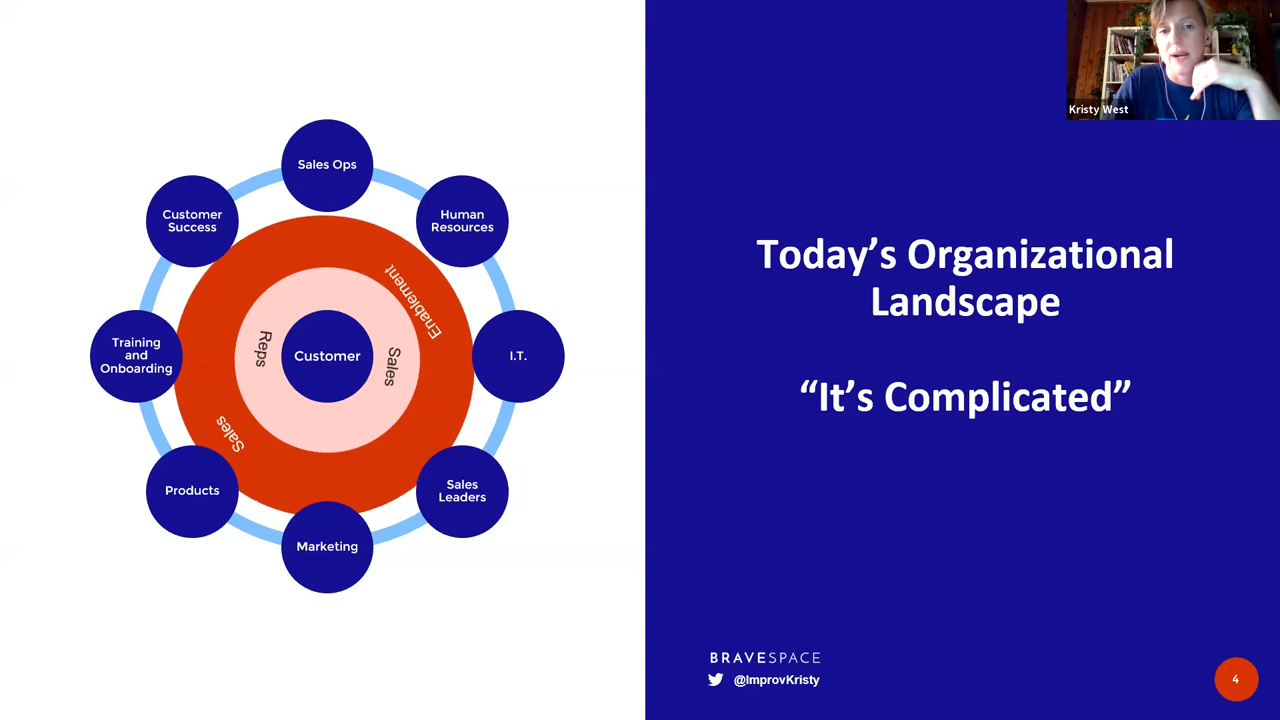 Sales Ops
Customer
Success
Human
Resources
Enablement
Training
and
Onboarding
Reps
Customer
Sales
I.T.
Sales
Products
Sales
Leaders
Marketing
Today’s Organizational
Landscape
“It’s Complicated”
Kristy West
BRAVESPACE
@ImprovKristy
4